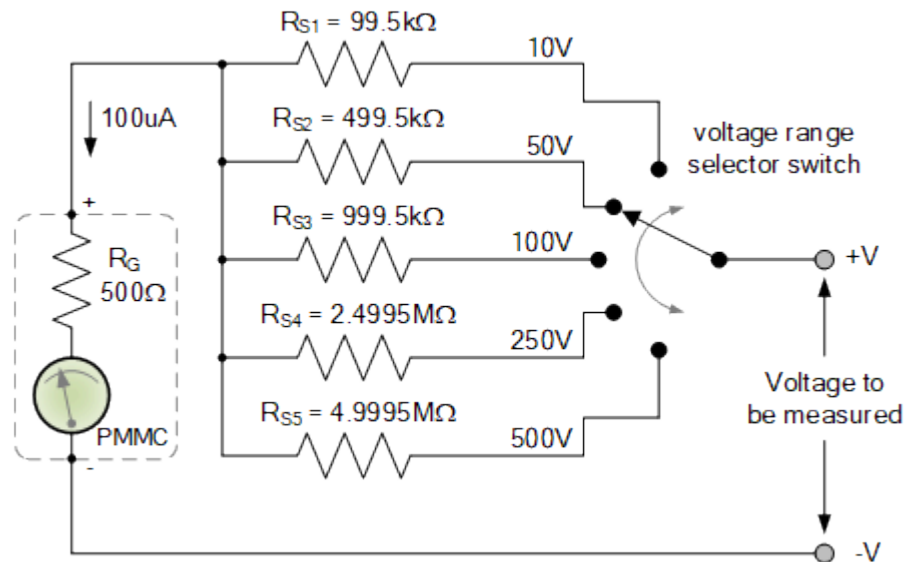 RS1 = 99.5kΩ
10V
100uA
RS2 = 499.5kΩ
50V
voltage range
selector switch
+
RS3 = 999.5kΩ
100V
+V
RG
500Ω
RS4 = 2.4995MΩ
250V
Voltage to
be measured
RS5 = 4.9995MΩ
500V
PMMC
-
-V